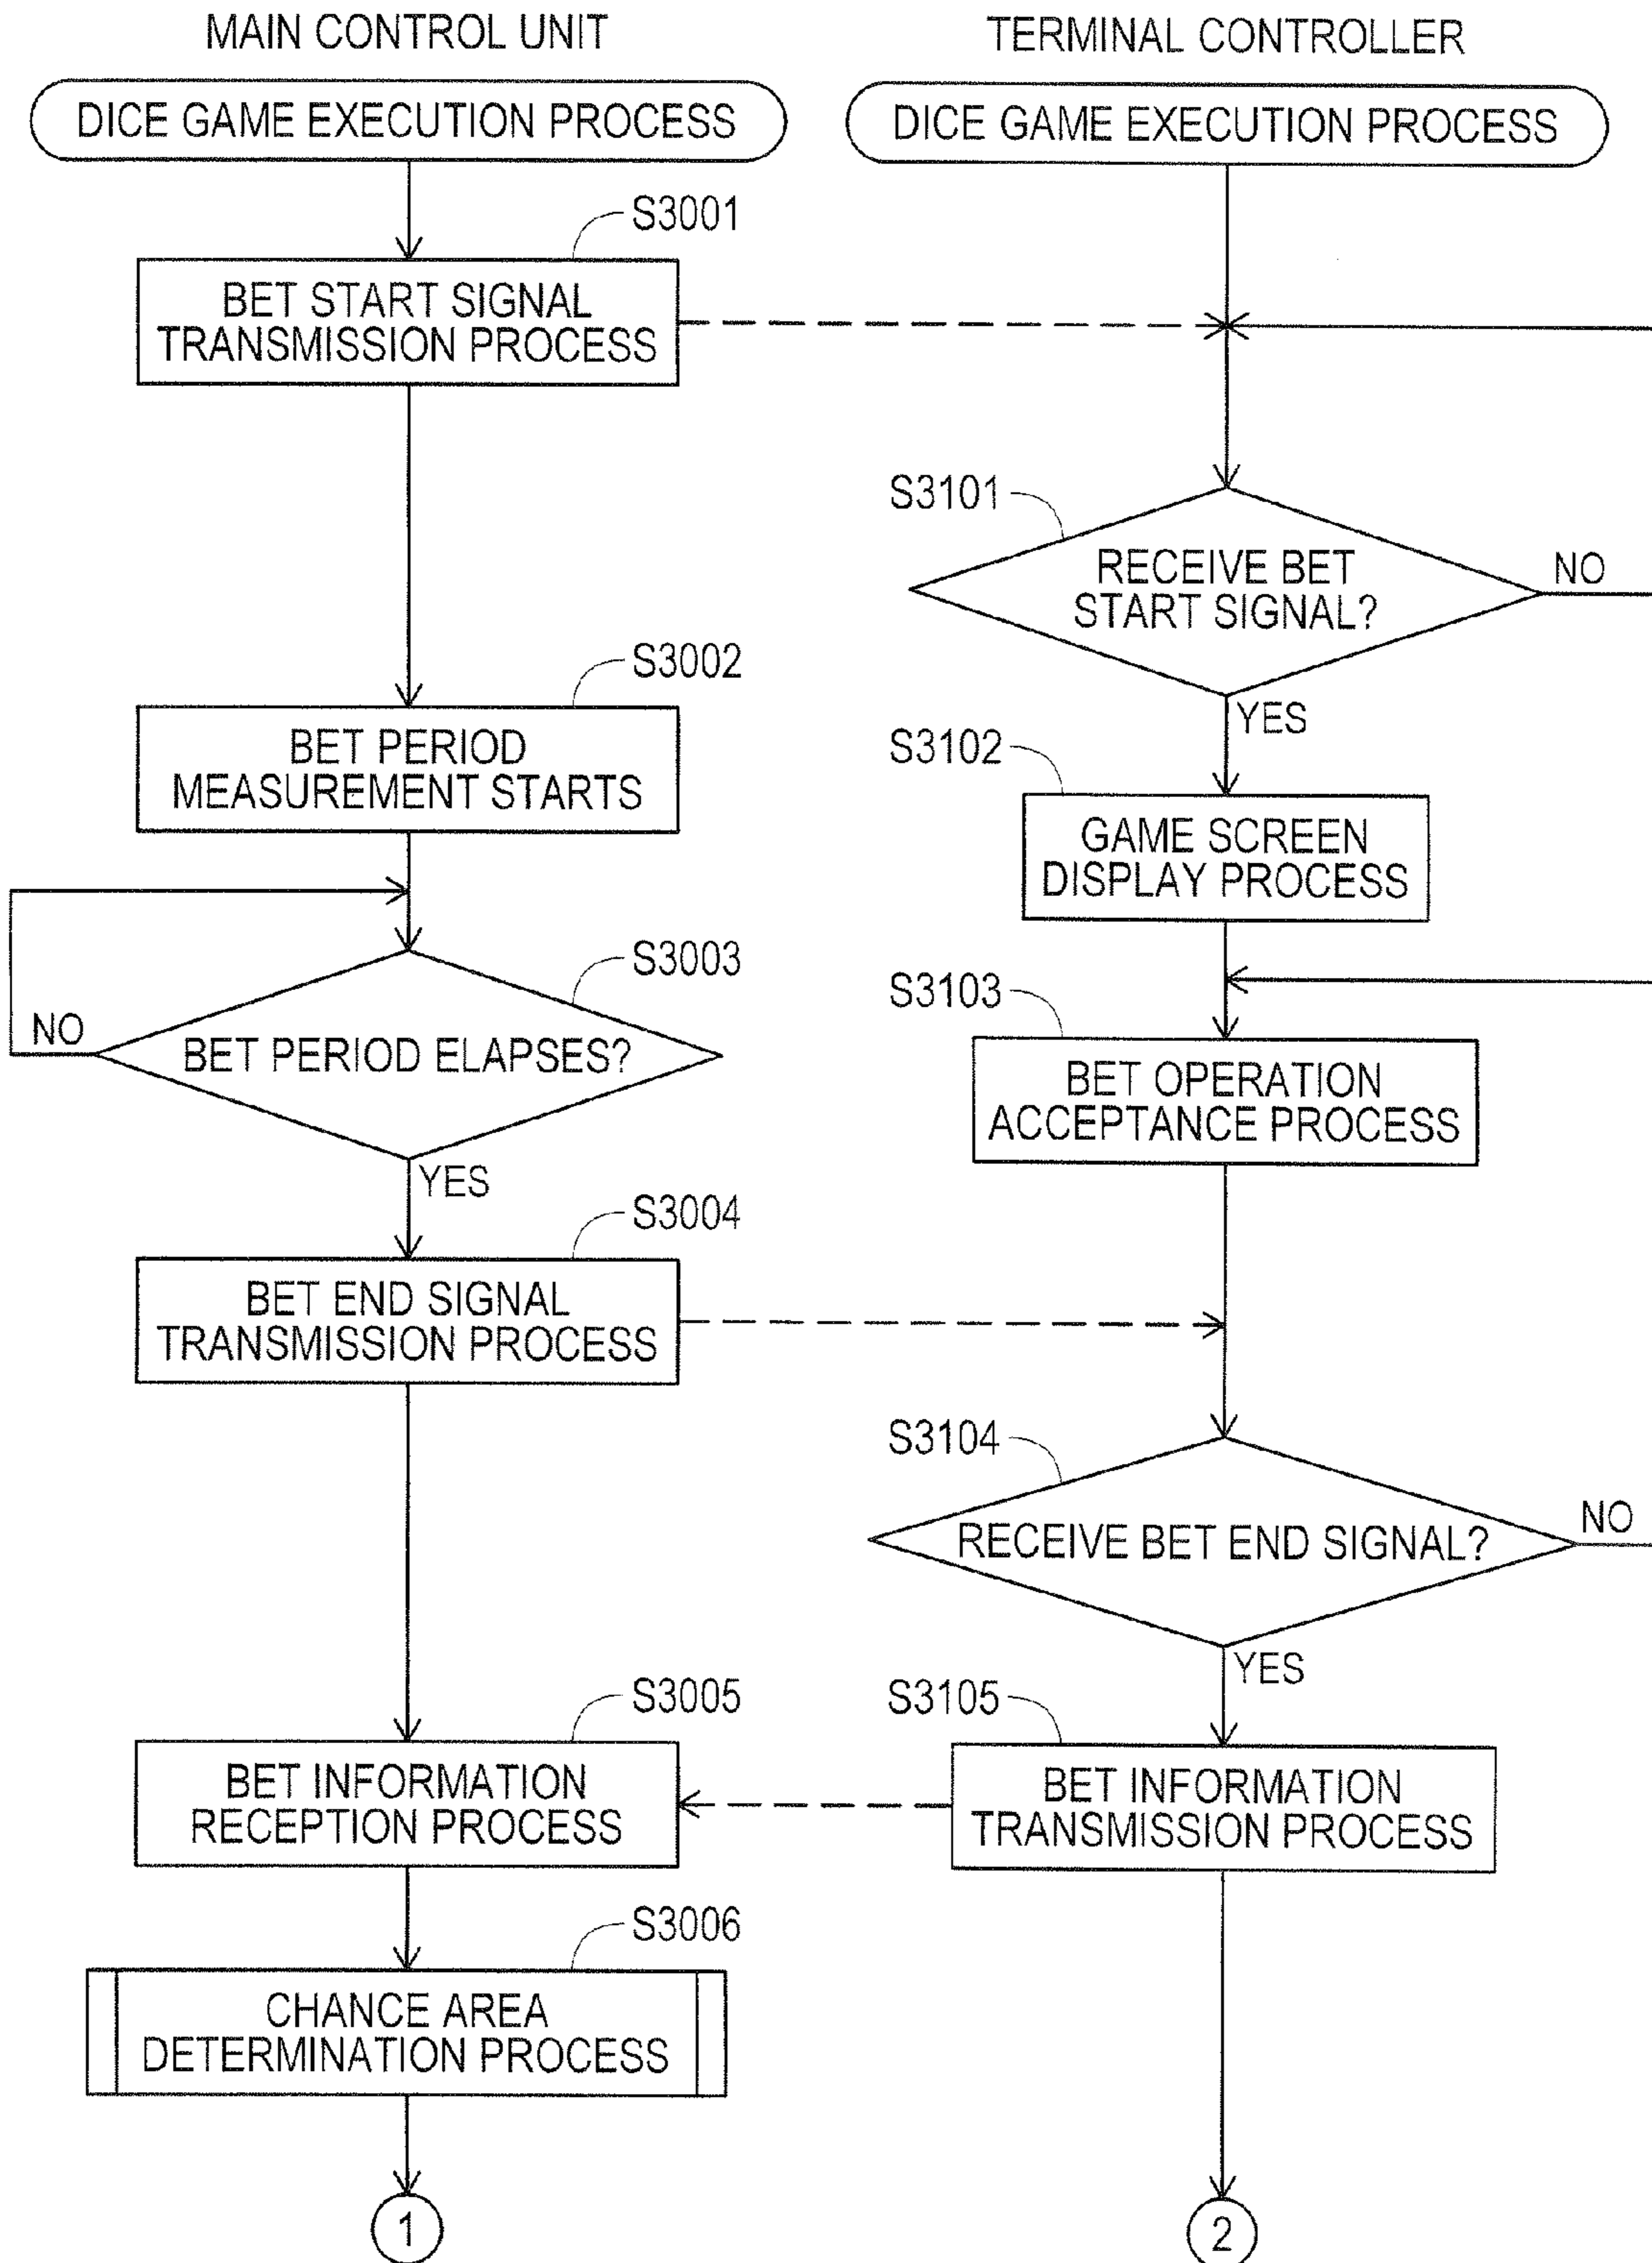 MAIN CONTROL UNIT
DICE GAME EXECUTION PROCESS
S3001
BET START SIGNAL
TRANSMISSION PROCESS
S3002
BET PERIOD
MEASUREMENT STARTS
S3003
NO
BET PERIOD ELAPSES?
YES
S3004
BET END SIGNAL
TRANSMISSION PROCESS
S3005
BET INFORMATION
RECEPTION PROCESS
S3006
CHANCE AREA
DETERMINATION PROCESS
1
TERMINAL CONTROLLER
DICE GAME EXECUTION PROCESS
S3101
RECEIVE BET
START SIGNAL?
NO
YES
S3102
GAME SCREEN
DISPLAY PROCESS
S3103
BET OPERATION
ACCEPTANCE PROCESS
S3104
RECEIVE BET END SIGNAL?
NO
YES
S3105
BET INFORMATION
TRANSMISSION PROCESS
2